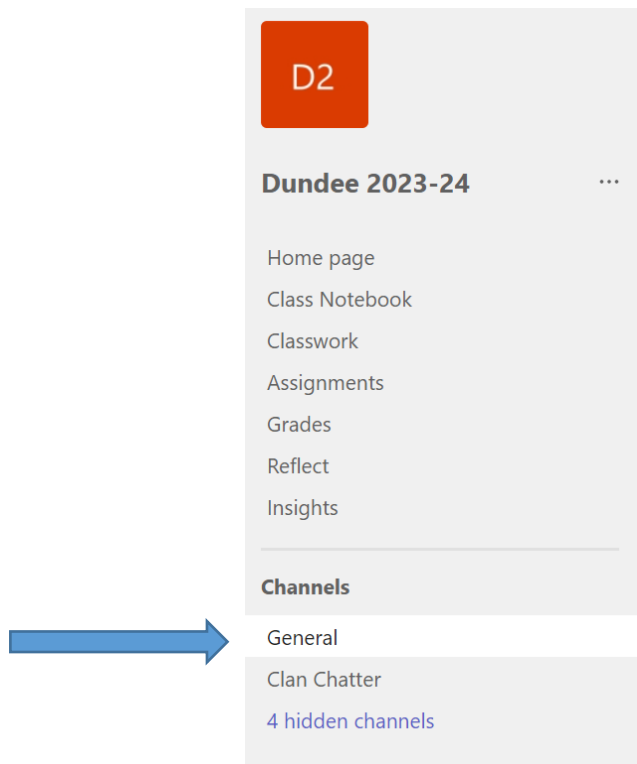 D2
Dundee 2023-24
Home page
Class Notebook
Classwork
Assignments
Grades
Reflect
Insights
Channels
General
Clan Chatter
4 hidden channels